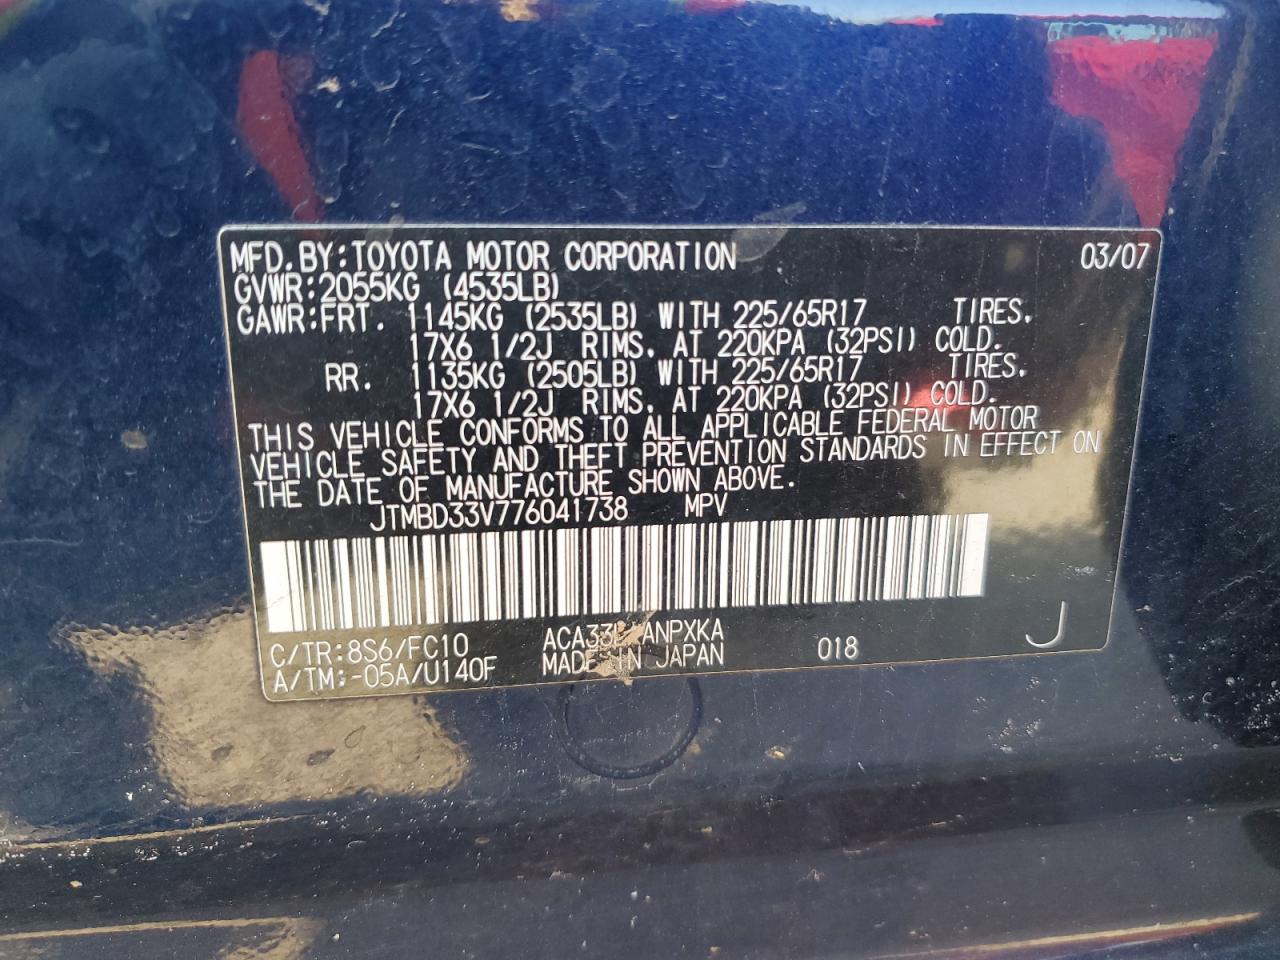 MFD.BY:TOYOTA MOTOR CORPORATION 03/07
GVWR:2055KG (4535LB)
GAWR:FRT. 1145KG (2535LB) WITH 225/65R17 TIRES,
17X6 1/2J RIMS, AT 220KPA (32PSI) COLD.
RR. 1135KG (2505LB) WITH 225/65R17 TIRES,
17X6 1/2J RIMS, AT 220KPA (32PSI) COLD.
THIS VEHICLE CONFORMS TO ALL APPLICABLE FEDERAL MOTOR
VEHICLE SAFETY AND THEFT PREVENTION STANDARDS IN EFFECT ON
THE DATE OF MANUFACTURE SHOWN ABOVE.
JTMBD33V776041738 MPV
C/TR:8S6/FC10
A/TM:-05A/U140F MADE IN JAPAN 018 J